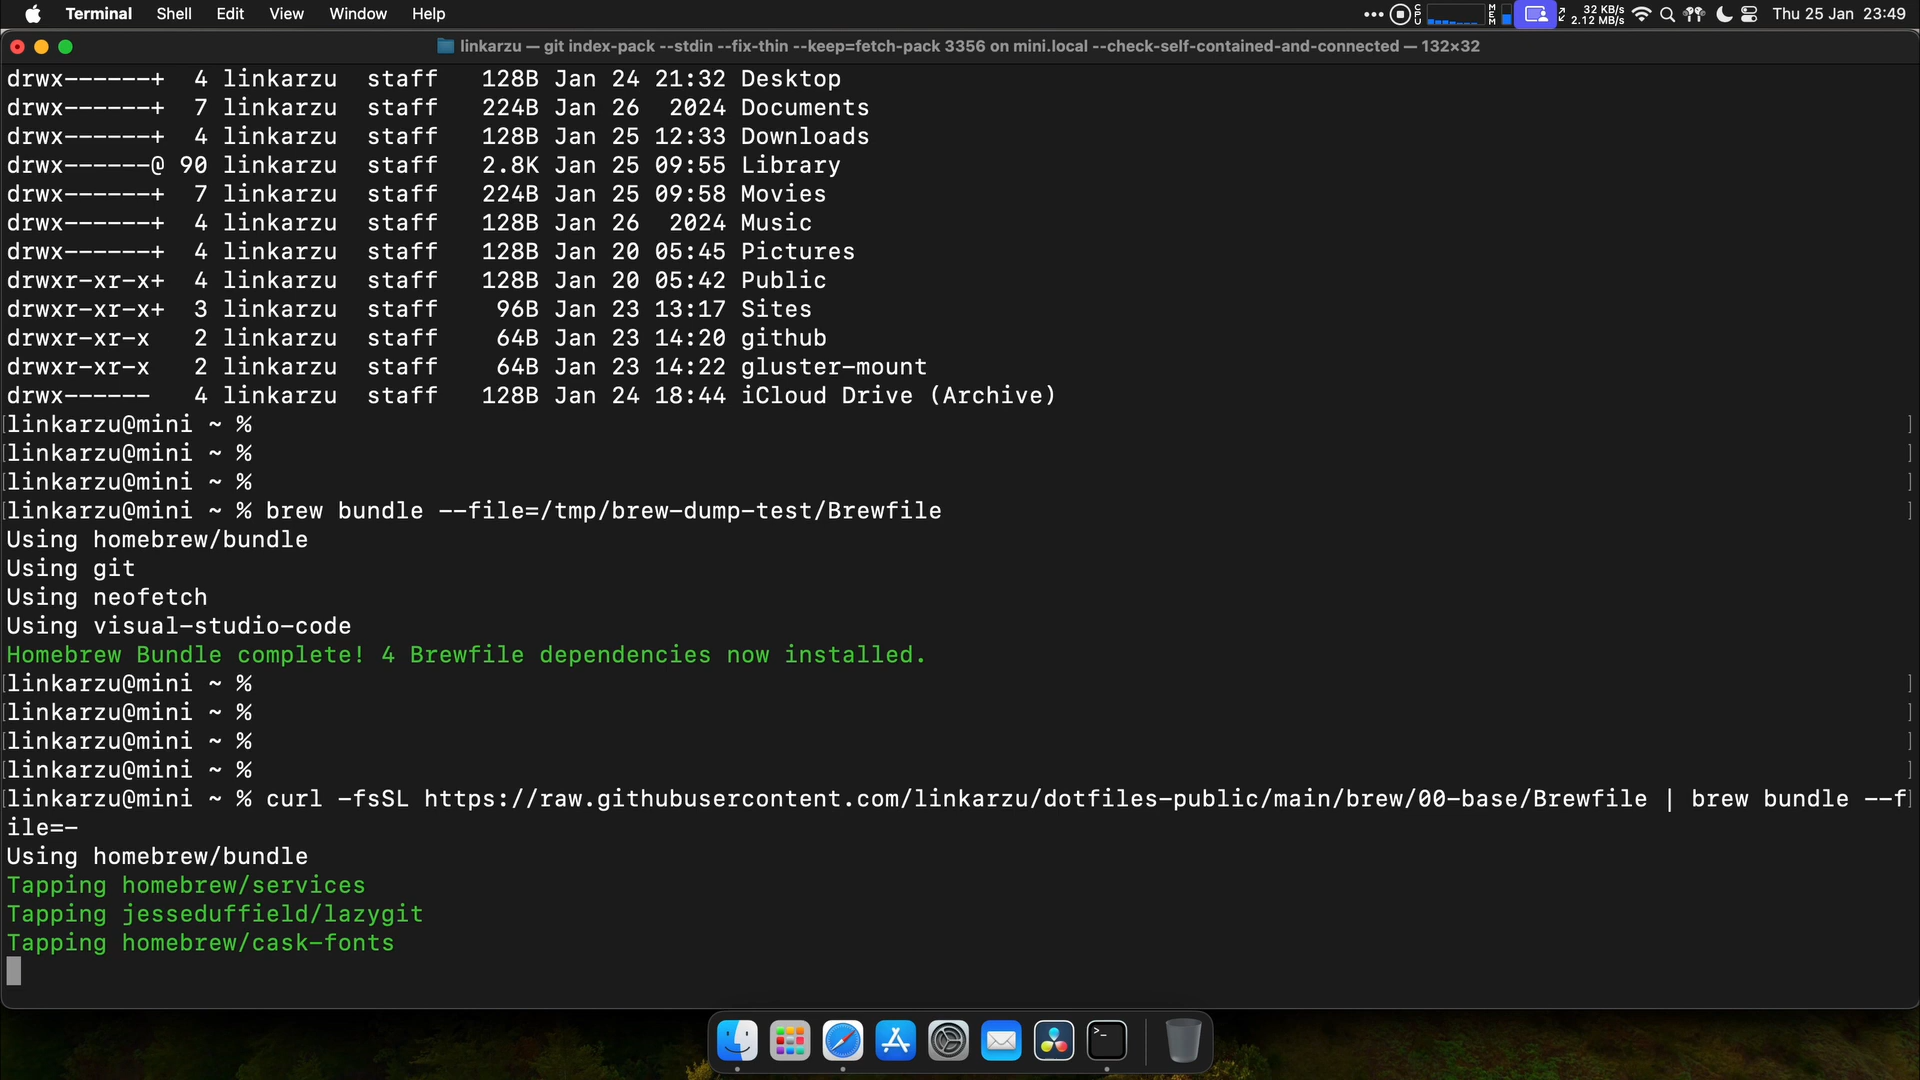 Terminal Shell Edit View Window Help
CPU MEM 32 KB/s 2.12 MB/s Thu 25 Jan 23:49
linkarzu — git index-pack --stdin --fix-thin --keep=fetch-pack 3356 on mini.local --check-self-contained-and-connected — 132×32
drwx------+  4 linkarzu  staff   128B Jan 24 21:32 Desktop
drwx------+  7 linkarzu  staff   224B Jan 26  2024 Documents
drwx------+  4 linkarzu  staff   128B Jan 25 12:33 Downloads
drwx------@ 90 linkarzu  staff   2.8K Jan 25 09:55 Library
drwx------+  7 linkarzu  staff   224B Jan 25 09:58 Movies
drwx------+  4 linkarzu  staff   128B Jan 26  2024 Music
drwx------+  4 linkarzu  staff   128B Jan 20 05:45 Pictures
drwxr-xr-x+  4 linkarzu  staff   128B Jan 20 05:42 Public
drwxr-xr-x+  3 linkarzu  staff    96B Jan 23 13:17 Sites
drwxr-xr-x   2 linkarzu  staff    64B Jan 23 14:20 github
drwxr-xr-x   2 linkarzu  staff    64B Jan 23 14:22 gluster-mount
drwx------   4 linkarzu  staff   128B Jan 24 18:44 iCloud Drive (Archive)
[linkarzu@mini ~ % ]
[linkarzu@mini ~ % ]
[linkarzu@mini ~ % ]
[linkarzu@mini ~ % brew bundle --file=/tmp/brew-dump-test/Brewfile ]
Using homebrew/bundle
Using git
Using neofetch
Using visual-studio-code
Homebrew Bundle complete! 4 Brewfile dependencies now installed.
[linkarzu@mini ~ % ]
[linkarzu@mini ~ % ]
[linkarzu@mini ~ % ]
[linkarzu@mini ~ % ]
[linkarzu@mini ~ % curl -fsSL https://raw.githubusercontent.com/linkarzu/dotfiles-public/main/brew/00-base/Brewfile | brew bundle --f]
ile=-
Using homebrew/bundle
Tapping homebrew/services
Tapping jesseduffield/lazygit
Tapping homebrew/cask-fonts